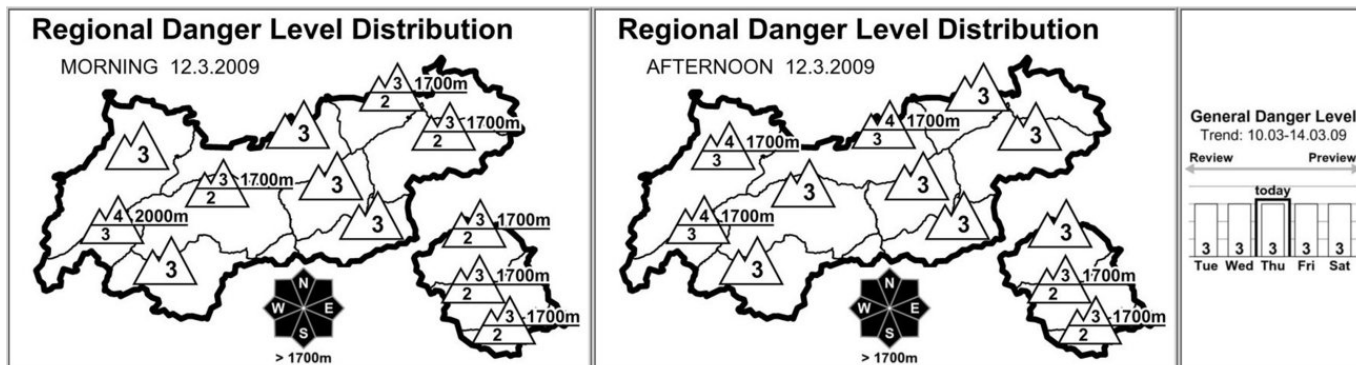 Regional Danger Level Distribution
MORNING 12.3.2009
3 1700m
2
3 1700m
2
3
3
3 1700m
2
3
3
4 2000m
3
3
3 1700m
2
3 1700m
2
3 1700m
2
N
W E
S
> 1700m
Regional Danger Level Distribution
AFTERNOON 12.3.2009
3
4 1700m
3
3
4 1700m
3
3
3
3
4 1700m
3
3
3
3 1700m
2
3 1700m
2
N
W E
S
> 1700m
General Danger Level
Trend: 10.03-14.03.09
Review Preview
today
3 3 3 3 3
Tue Wed Thu Fri Sat